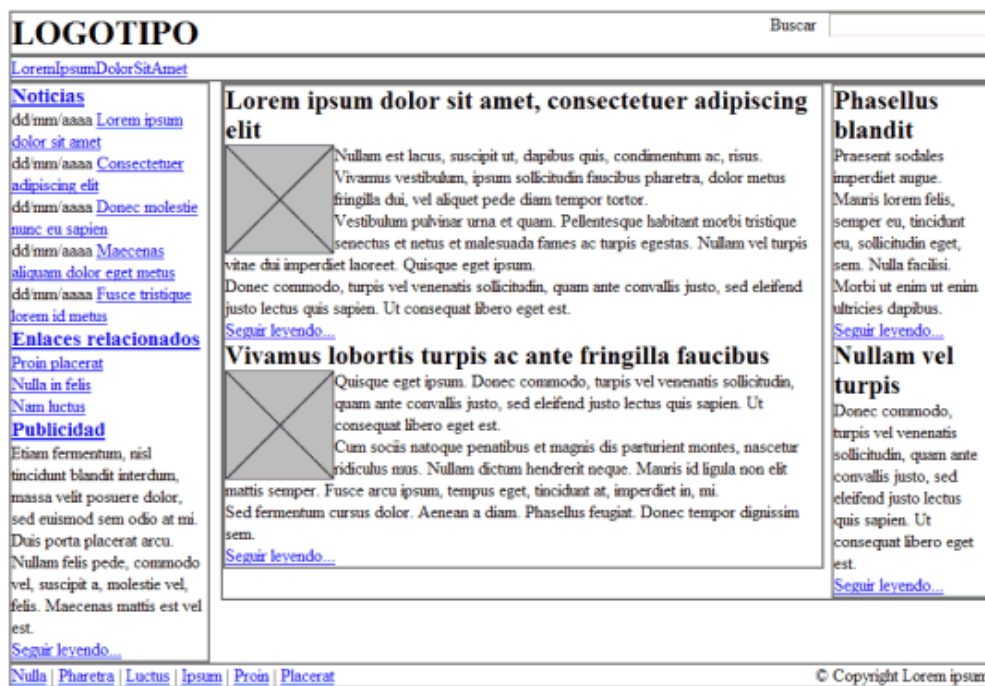 LOGOTIPO
Buscar
LoremIpsumDolorSitAmet
Noticias
dd/mm/aaaa Lorem ipsum
dolor sit amet
dd/mm/aaaa Consectetuer
adipiscing elit
dd/mm/aaaa Donec molestie
nunc eu sapien
dd/mm/aaaa Maecenas
aliquam dolor eget metus
dd/mm/aaaa Fusce tristique
lorem id metus
Enlaces relacionados
Proin placerat
Nulla in felis
Nam luctus
Publicidad
Etiam fermentum, nisl
tincidunt blandit interdum,
massa velit posuere dolor,
sed euismod sem odio at mi.
Duis porta placerat arcu.
Nullam felis pede, commodo
vel, suscipit a, molestie vel,
felis. Maecenas mattis est vel
est.
Seguir leyendo...
Lorem ipsum dolor sit amet, consectetuer adipiscing
elit
Nullam est lacus, suscipit ut, dapibus quis, condimentum ac, risus.
Vivamus vestibulum, ipsum sollicitudin faucibus pharetra, dolor metus
fringilla dui, vel aliquet pede diam tempor tortor.
Vestibulum pulvinar urna et quam. Pellentesque habitant morbi tristique
senectus et netus et malesuada fames ac turpis egestas. Nullam vel turpis
vitae dui imperdiet laoreet. Quisque eget ipsum.
Donec commodo, turpis vel venenatis sollicitudin, quam ante convallis justo, sed eleifend
justo lectus quis sapien. Ut consequat libero eget est.
Seguir leyendo...
Vivamus lobortis turpis ac ante fringilla faucibus
Quisque eget ipsum. Donec commodo, turpis vel venenatis sollicitudin,
quam ante convallis justo, sed eleifend justo lectus quis sapien. Ut
consequat libero eget est.
Cum sociis natoque penatibus et magnis dis parturient montes, nascetur
ridiculus mus. Nullam dictum hendrerit neque. Mauris id ligula non elit
mattis semper. Fusce arcu ipsum, tempus eget, tincidunt at, imperdiet in, mi.
Sed fermentum cursus dolor. Aenean a diam. Phasellus feugiat. Donec tempor dignissim
sem.
Seguir leyendo...
Phasellus
blandit
Praesent sodales
imperdiet augue.
Mauris lorem felis,
semper eu, tincidunt
eu, sollicitudin eget,
sem. Nulla facilisi.
Morbi ut enim ut enim
ultricies dapibus.
Seguir leyendo...
Nullam vel
turpis
Donec commodo,
turpis vel venenatis
sollicitudin, quam ante
convallis justo, sed
eleifend justo lectus
quis sapien. Ut
consequat libero eget
est.
Seguir leyendo...
Nulla | Pharetra | Luctus | Ipsum | Proin | Placerat
© Copyright Lorem ipsum